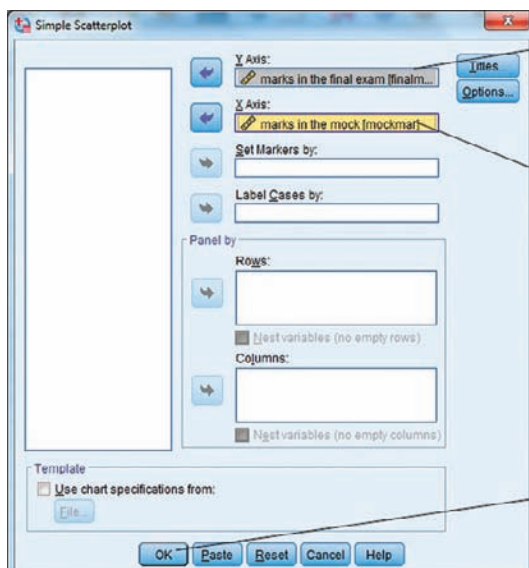 Simple Scatterplot
Y Axis:
marks in the final exam [finalm...
Titles
Options...
X Axis:
marks in the mock [mockmar]
Set Markers by:
Label Cases by:
Panel by
Rows:
Nest variables (no empty rows)
Columns:
Nest variables (no empty columns)
Template
Use chart specifications from:
File...
OK Paste Reset Cancel Help